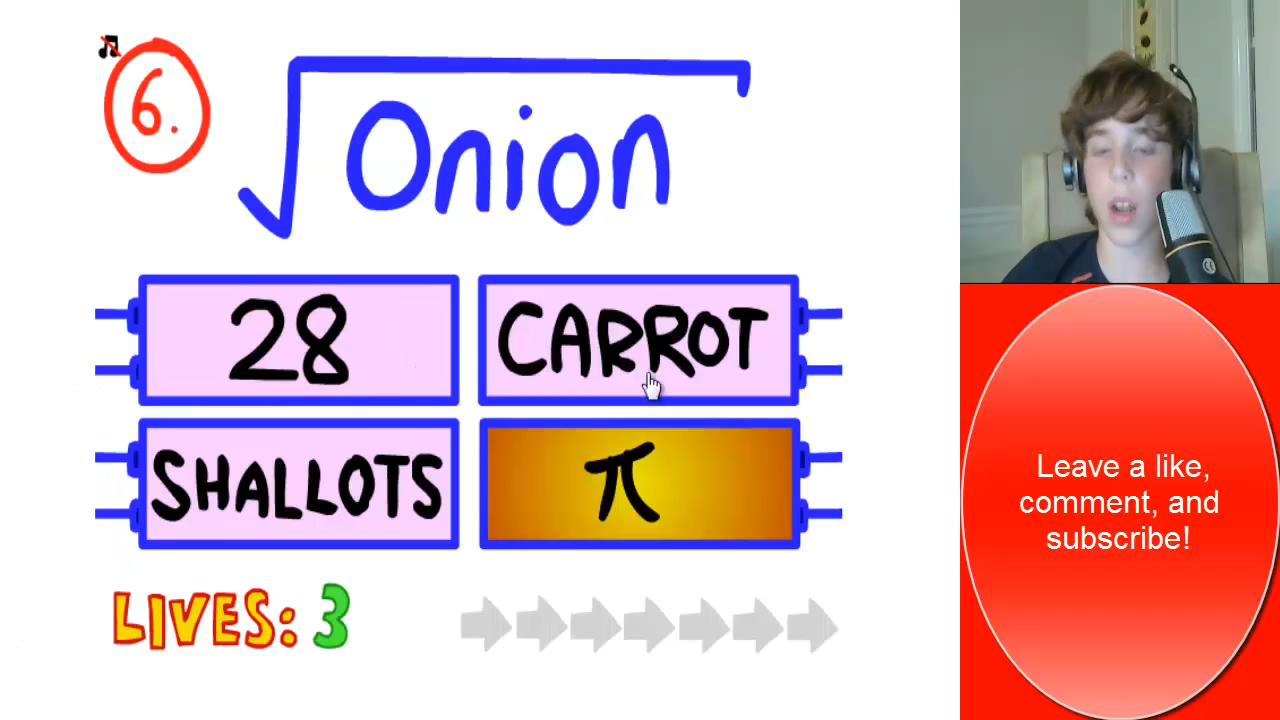 6.
√Onion
28
CARROT
SHALLOTS
π
LIVES: 3
Leave a like,
comment, and
subscribe!